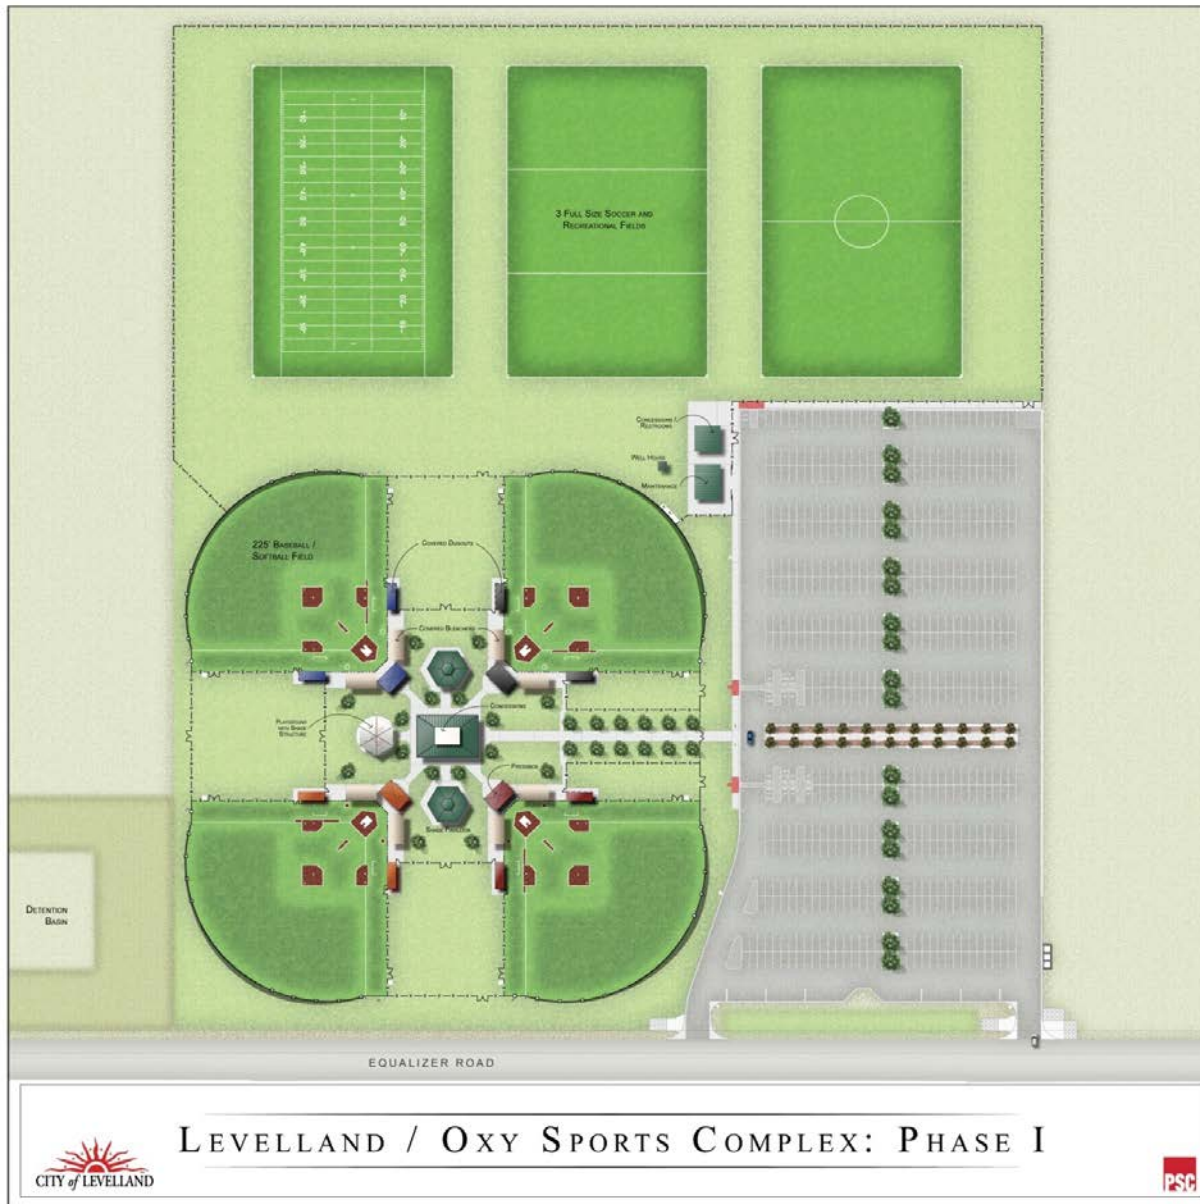 3 Full Size Soccer and
Recreational Fields
Concessions /
Restrooms
Well House
Maintenance
225' Baseball /
Softball Field
Covered Dugouts
Covered Bleachers
Concessions
Playground
with Shade
Structure
Pressbox
Shade Pavilion
Detention
Basin
EQUALIZER ROAD
LEVELLAND / OXY SPORTS COMPLEX: PHASE I
CITY of LEVELLAND
PSC